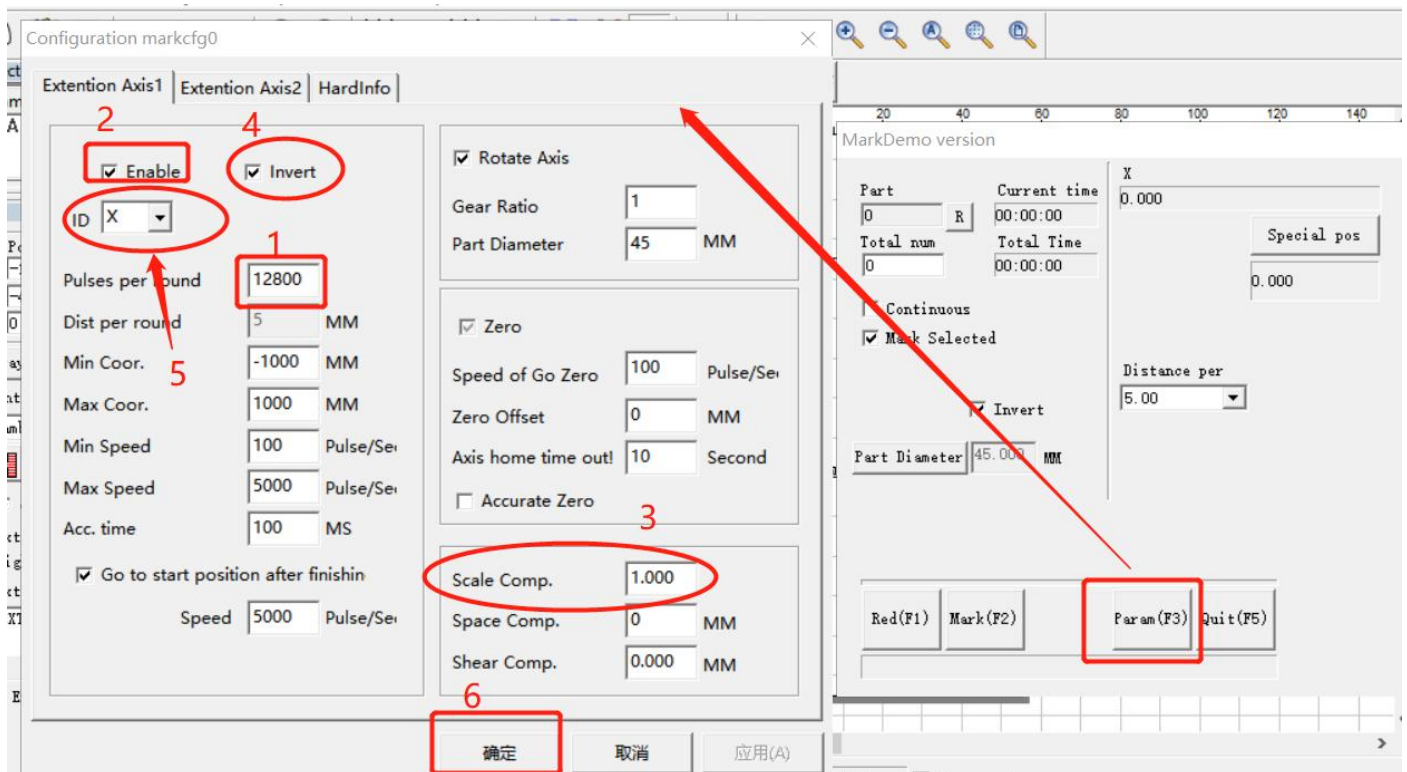 Configuration markcfg0
Extention Axis1 Extention Axis2 HardInfo
2
4
Enable
Invert
ID X
1
Pulses per round 12800
Dist per round 5 MM
5
Min Coor. -1000 MM
Max Coor. 1000 MM
Min Speed 100 Pulse/Se
Max Speed 5000 Pulse/Se
Acc. time 100 MS
Go to start position after finishin
Speed 5000 Pulse/Se
Rotate Axis
Gear Ratio 1
Part Diameter 45 MM
Zero
Speed of Go Zero 100 Pulse/Se
Zero Offset 0 MM
Axis home time out! 10 Second
Accurate Zero
3
Scale Comp. 1.000
Space Comp. 0 MM
Shear Comp. 0.000 MM
6
确定 取消 应用(A)
20 40 60 80 100 120 140
MarkDemo version
Part Current time
0 R 00:00:00
Total num Total Time
0 00:00:00
Continuous
Mark Selected
Invert
Part Diameter 45.000 MM
X
0.000
Special pos
0.000
Distance per
5.00
Red(F1) Mark(F2) Param(F3) Quit(F5)